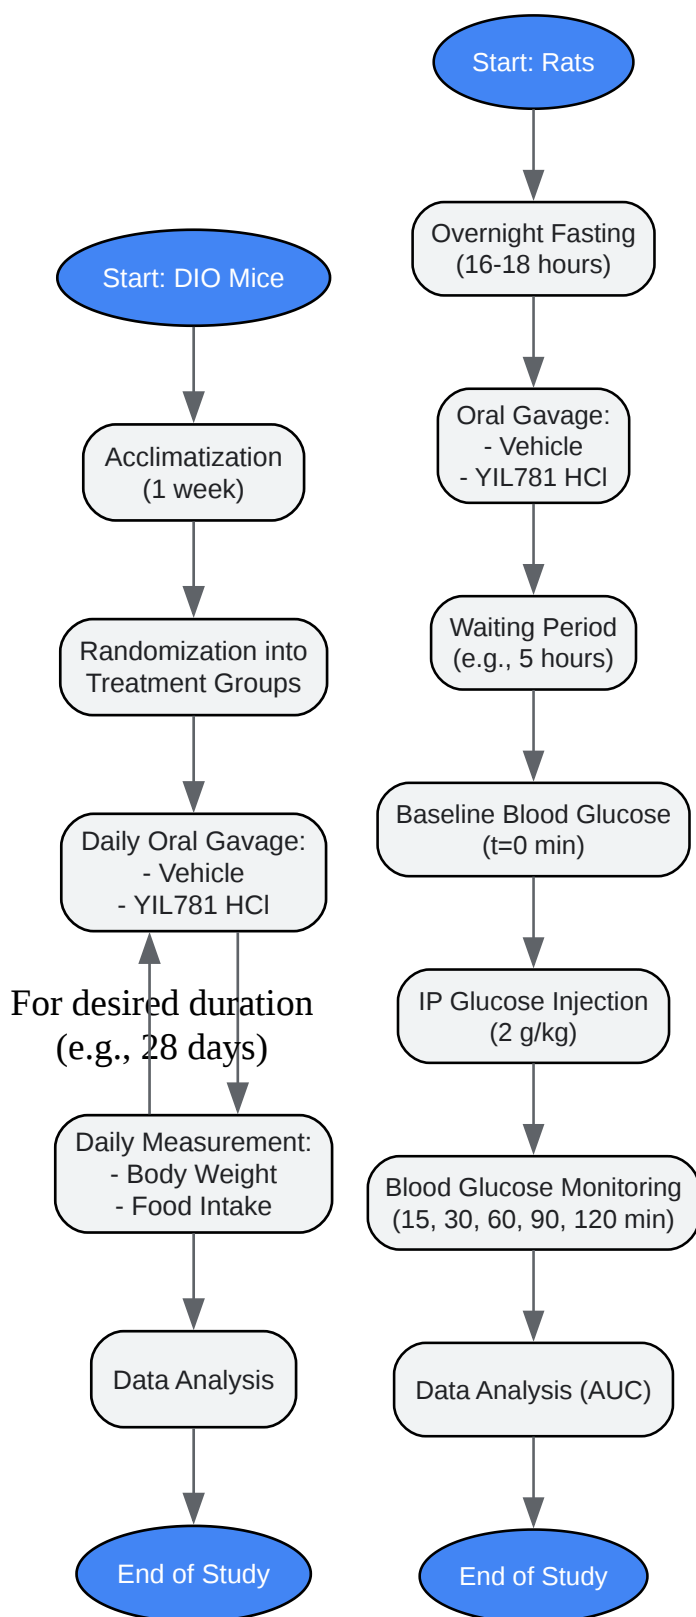 Start: DIO Mice
Acclimatization
(1 week)
Randomization into
Treatment Groups
Daily Oral Gavage:
- Vehicle
- YIL781 HCl
For desired duration
(e.g., 28 days)
Daily Measurement:
- Body Weight
- Food Intake
Data Analysis
End of Study
Start: Rats
Overnight Fasting
(16-18 hours)
Oral Gavage:
- Vehicle
- YIL781 HCl
Waiting Period
(e.g., 5 hours)
Baseline Blood Glucose
(t=0 min)
IP Glucose Injection
(2 g/kg)
Blood Glucose Monitoring
(15, 30, 60, 90, 120 min)
Data Analysis (AUC)
End of Study